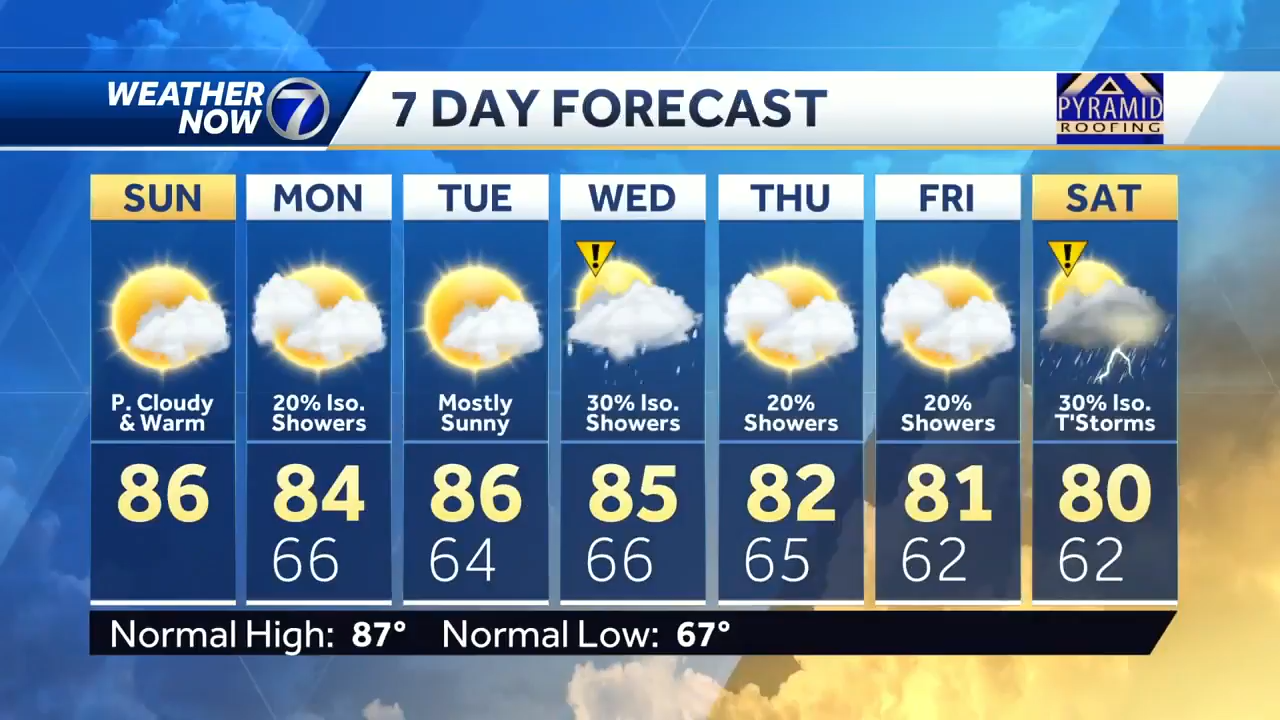 WEATHER
NOW
7
7 DAY FORECAST
PYRAMID
ROOFING
SUN
MON
TUE
WED
THU
FRI
SAT
!
!
P. Cloudy
& Warm
20% Iso.
Showers
Mostly
Sunny
30% Iso.
Showers
20%
Showers
20%
Showers
30% Iso.
T'Storms
86
84
86
85
82
81
80
66
64
66
65
62
62
Normal High: 87° Normal Low: 67°